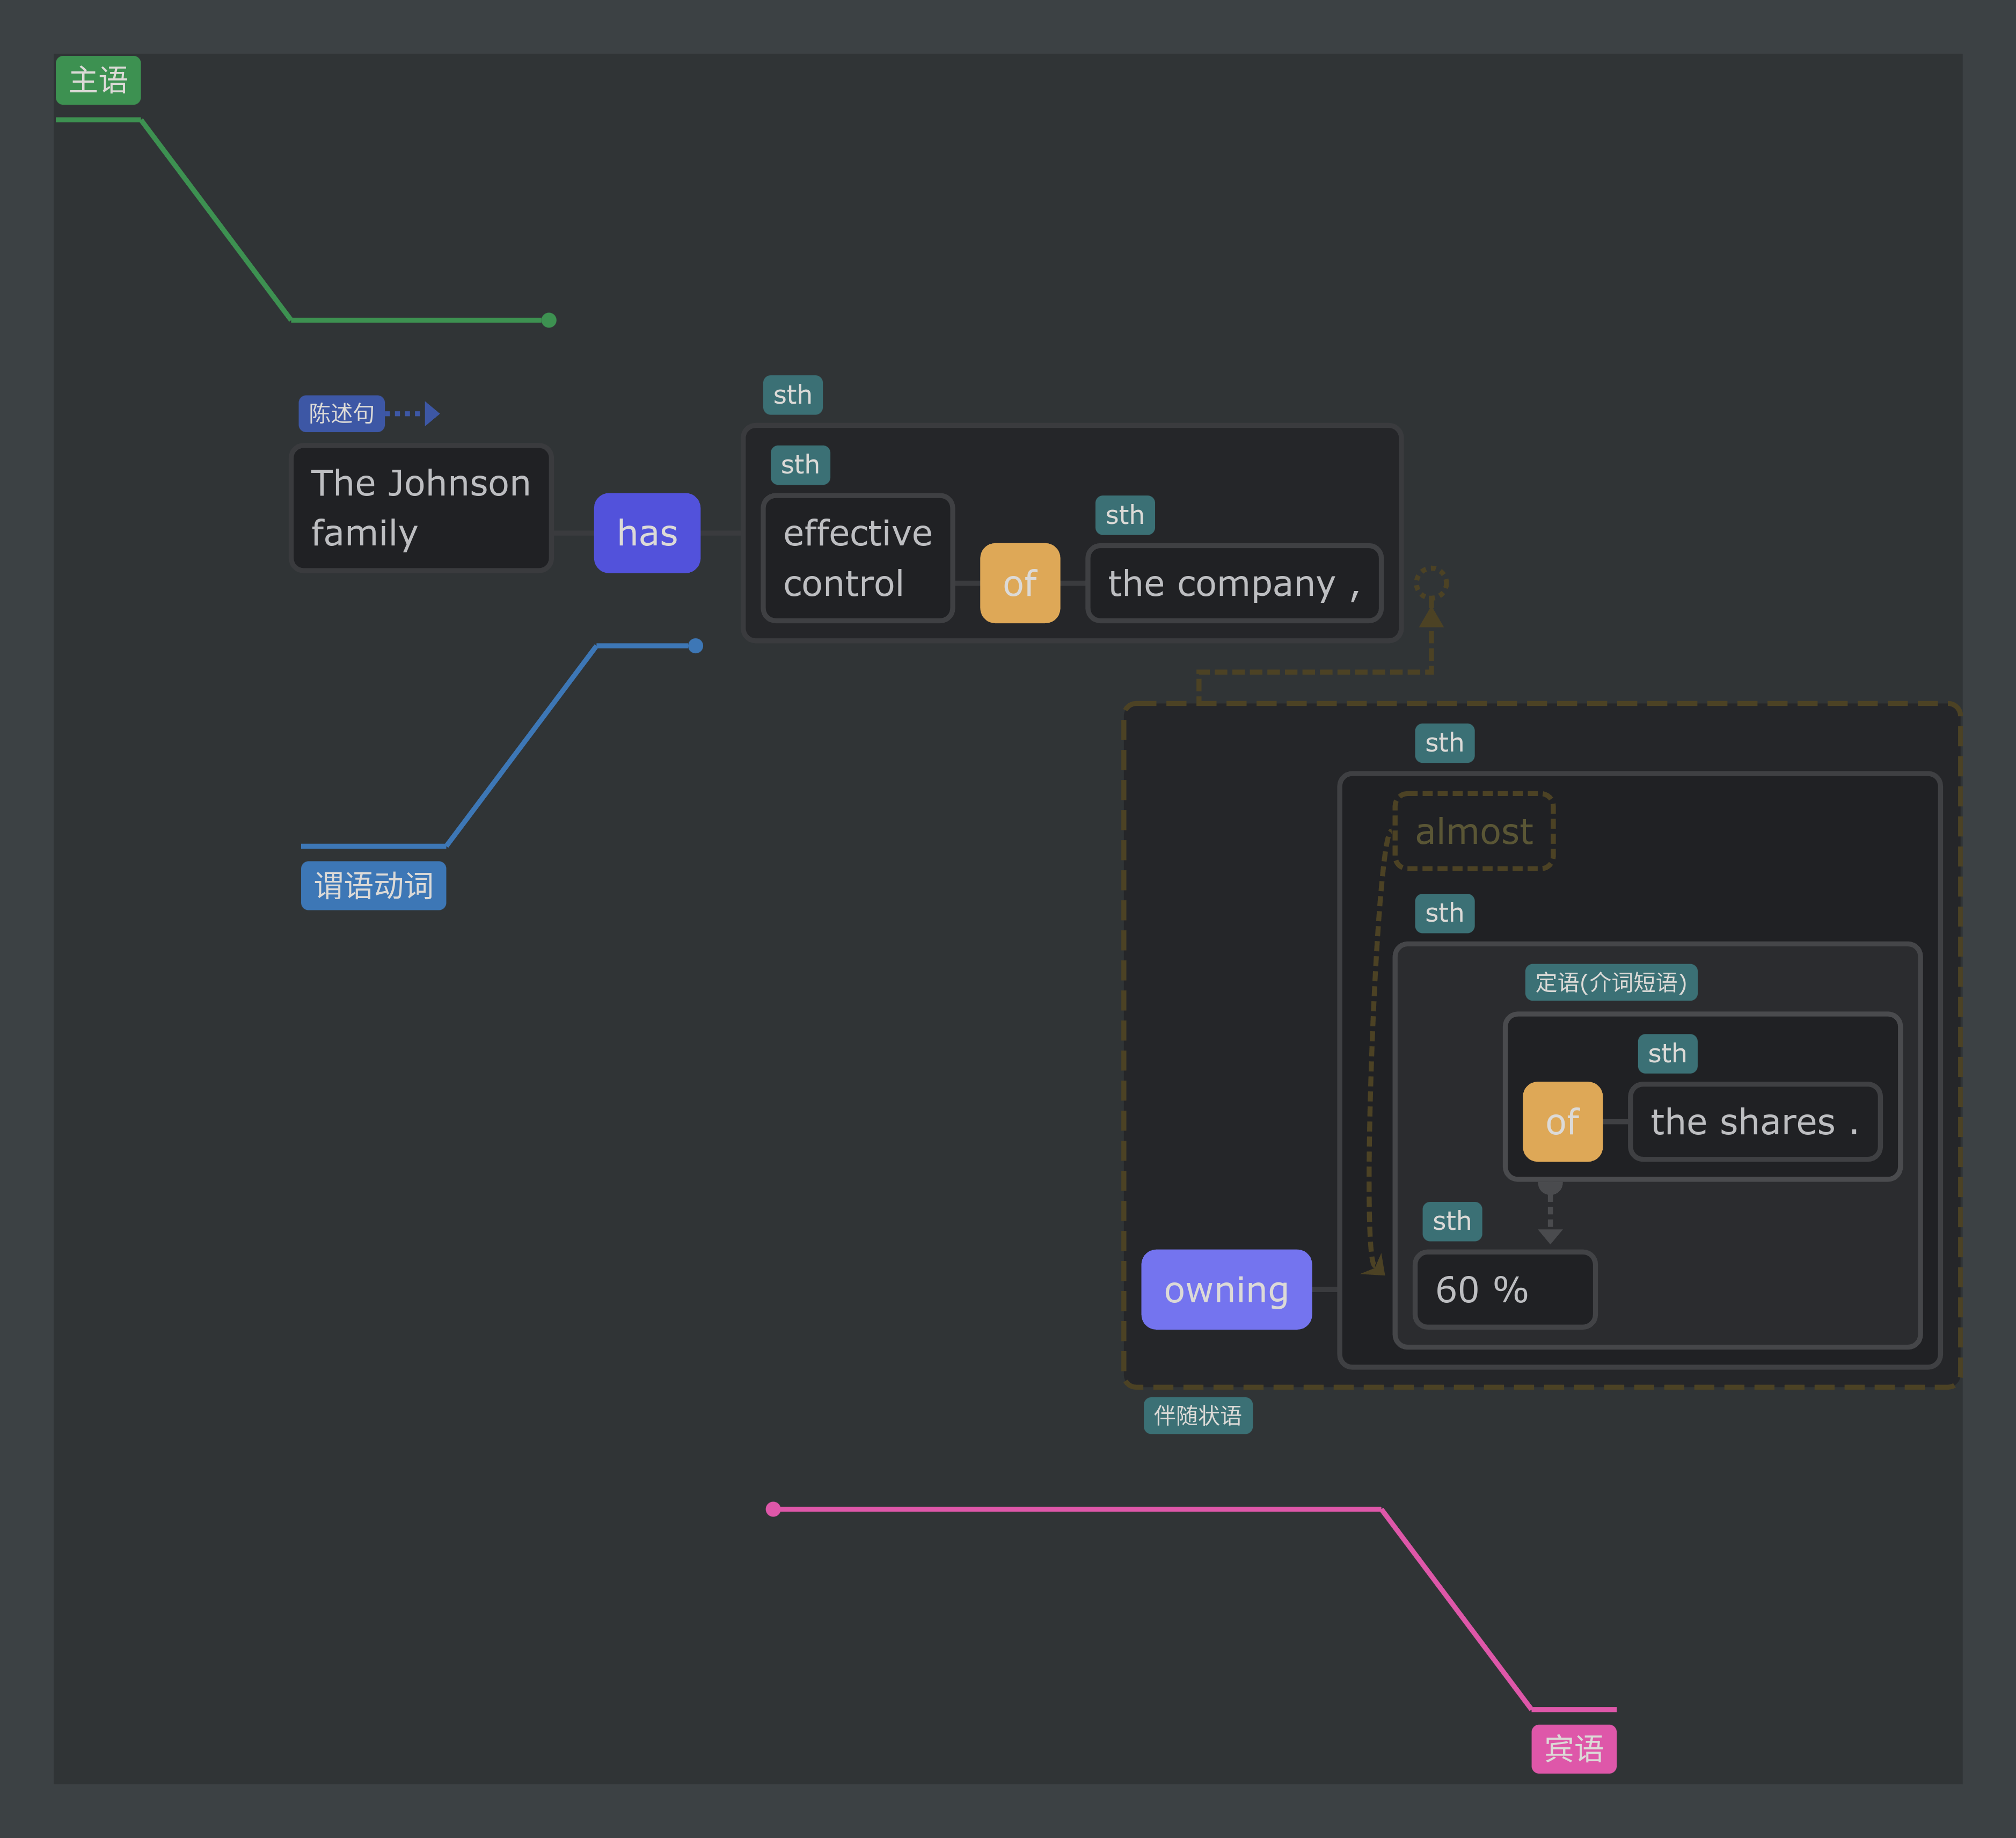 主语
陈述句
The Johnson
family
has
sth
sth
effective
control
of
sth
the company ,
谓语动词
sth
almost
sth
定语(介词短语)
of
sth
the shares .
owning
sth
60 %
伴随状语
宾语